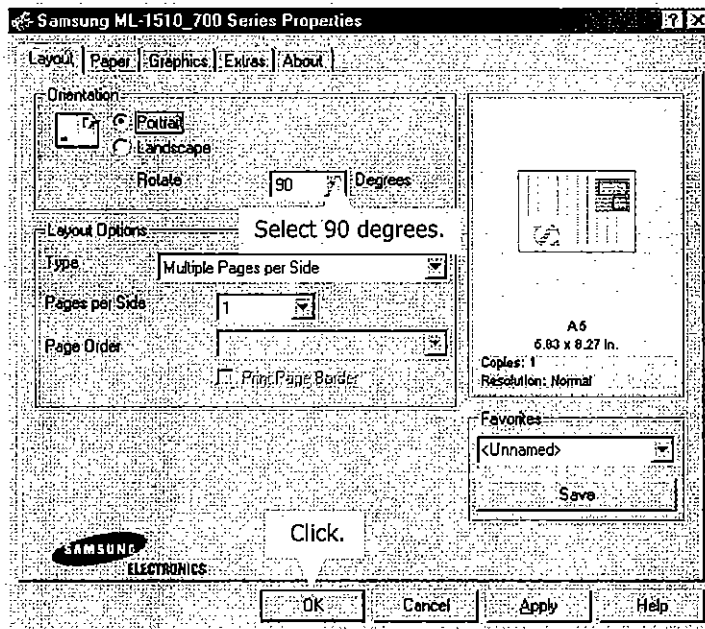 Samsung ML-1510_700 Series Properties
Layout Paper Graphics Extras About
Orientation
Portrait
Landscape
Rotate 90 Degrees
Select 90 degrees.
Layout Options
Type Multiple Pages per Side
Pages per Side 1
Page Order
Print Page Border
A5
5.83 x 8.27 in.
Copies: 1
Resolution: Normal
Favorites
<Unnamed>
Save
Click.
SAMSUNG
ELECTRONICS
OK Cancel Apply Help